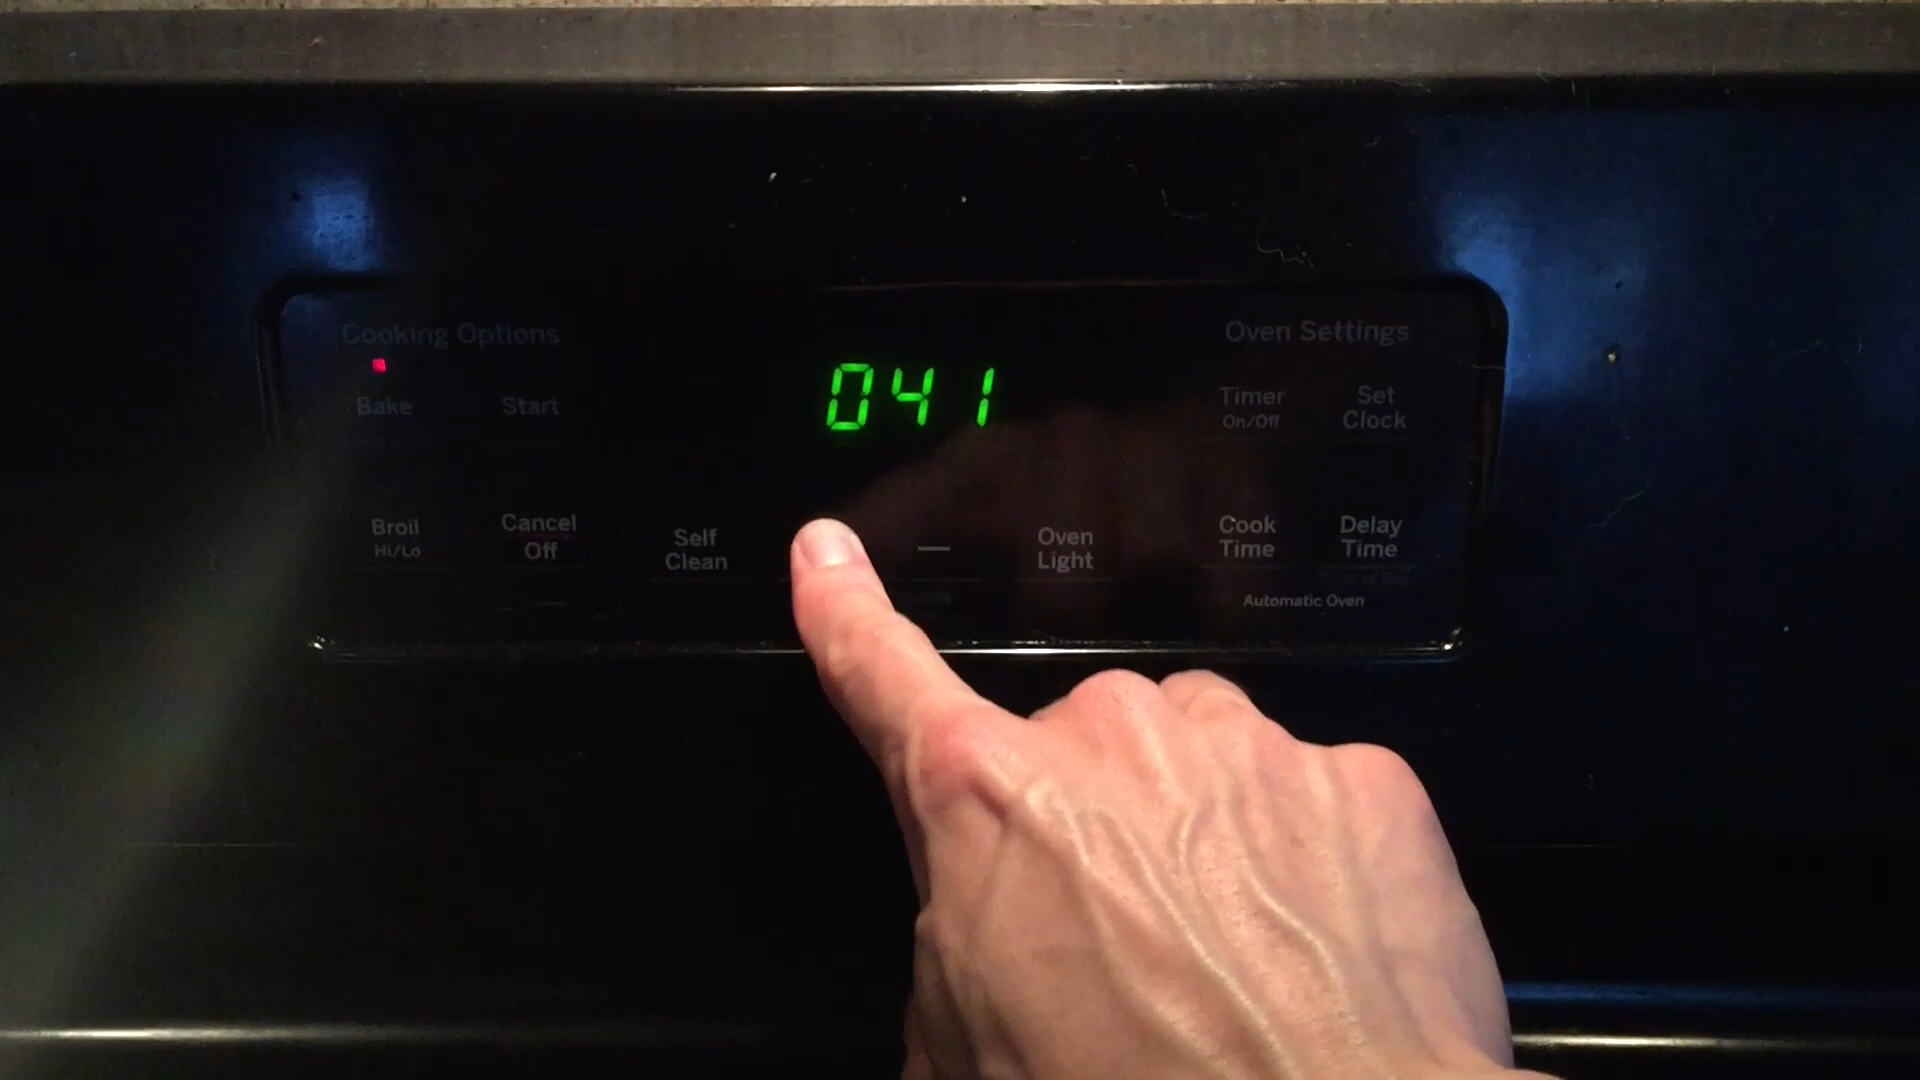 Cooking Options
Oven Settings
041
Bake
Start
Timer
On/Off
Set
Clock
Broil
Hi/Lo
Cancel
Off
Self
Clean
—
Oven
Light
Cook
Time
Delay
Time
Automatic Oven